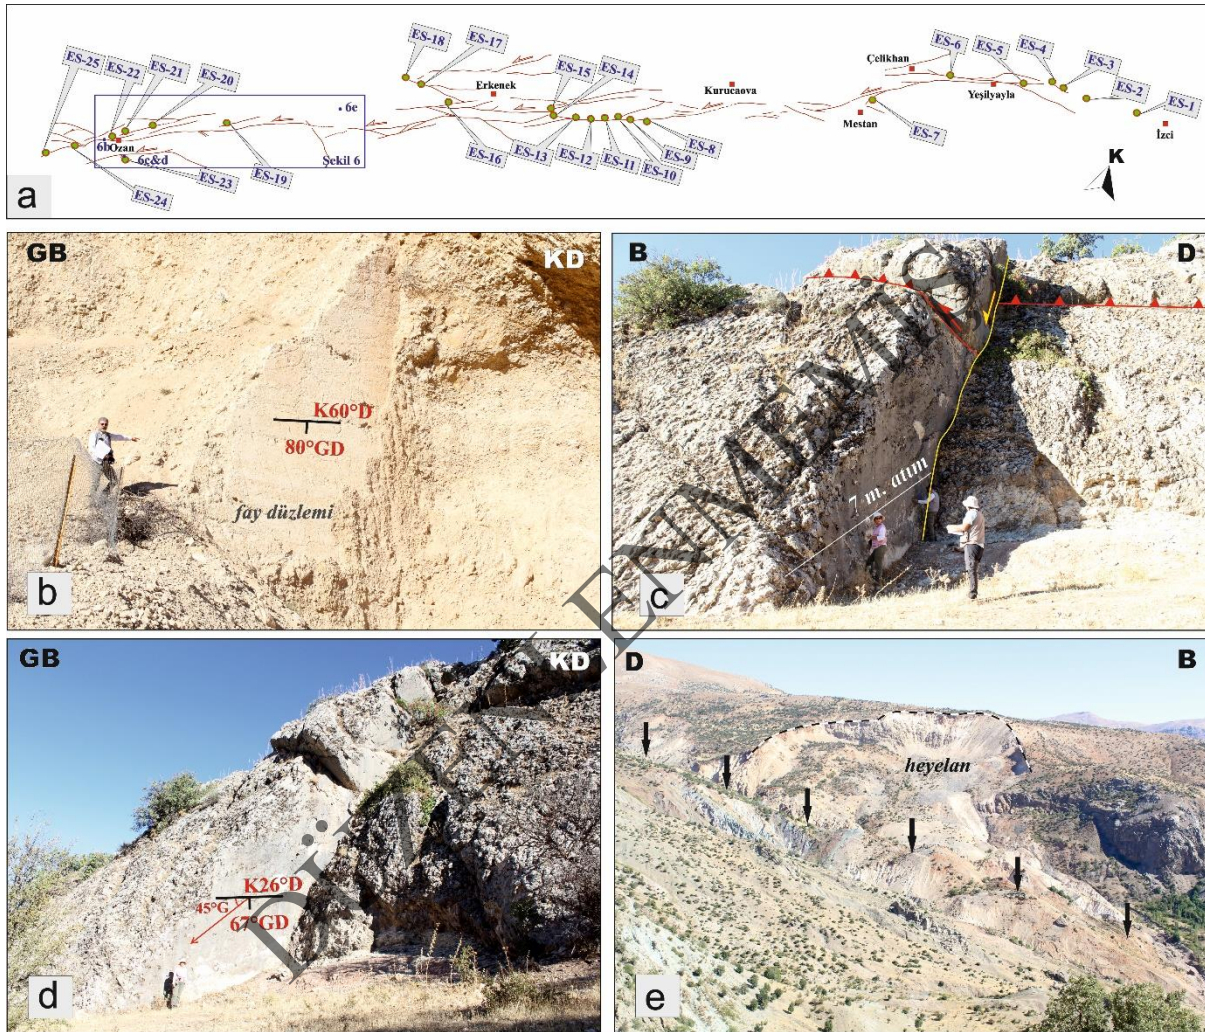 ES-18
ES-17
ES-25
ES-22
ES-21
ES-20
ES-15
ES-14
ES-6
ES-5
ES-4
ES-3
ES-2
ES-1
Çelikhan
Erkenek
Kurucaova
Yeşilyayla
Mestan
İzci
6e
6b
Ozan
6c&d
Şekil 6
ES-24
ES-23
ES-19
ES-16
ES-13
ES-12
ES-11
ES-10
ES-9
ES-8
ES-7
K
a
GB
KD
K60°D
80°GD
fay düzlemi
b
B
D
7 m. atım
c
GB
KD
K26°D
45°G
67°GD
d
D
B
heyelan
e